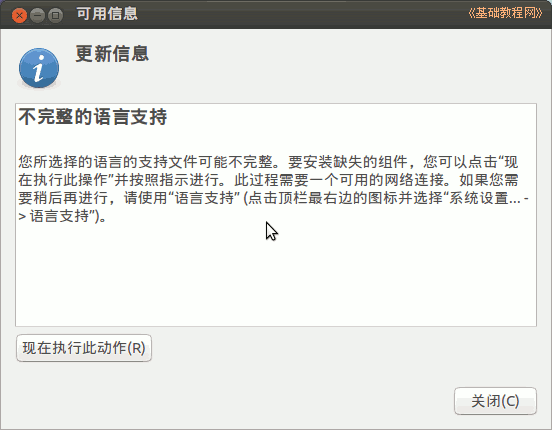 可用信息
《基础教程网》
更新信息
不完整的语言支持
您所选择的语言的支持文件可能不完整。要安装缺失的组件，您可以点击“现
在执行此操作”并按照指示进行。此过程需要一个可用的网络连接。如果您需
要稍后再进行，请使用“语言支持” (点击顶栏最右边的图标并选择“系统设置... -
> 语言支持”)。
现在执行此动作(R)
关闭(C)